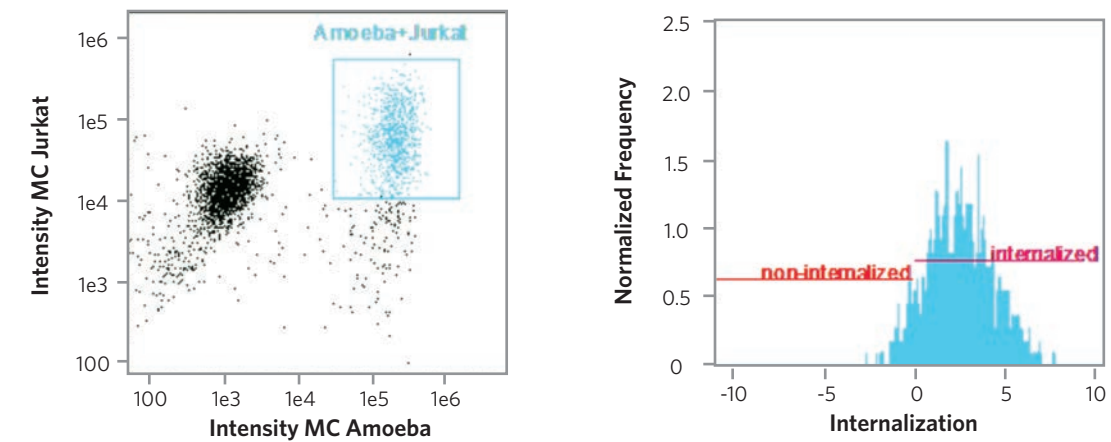 Amoeba+Jurkat
Intensity MC Jurkat
1e6
1e5
1e4
1e3
100
100 1e3 1e4 1e5 1e6
Intensity MC Amoeba
Normalized Frequency
2.5
2.0
1.5
1.0
0.5
0
non-internalized
internalized
-10 -5 0 5 10
Internalization